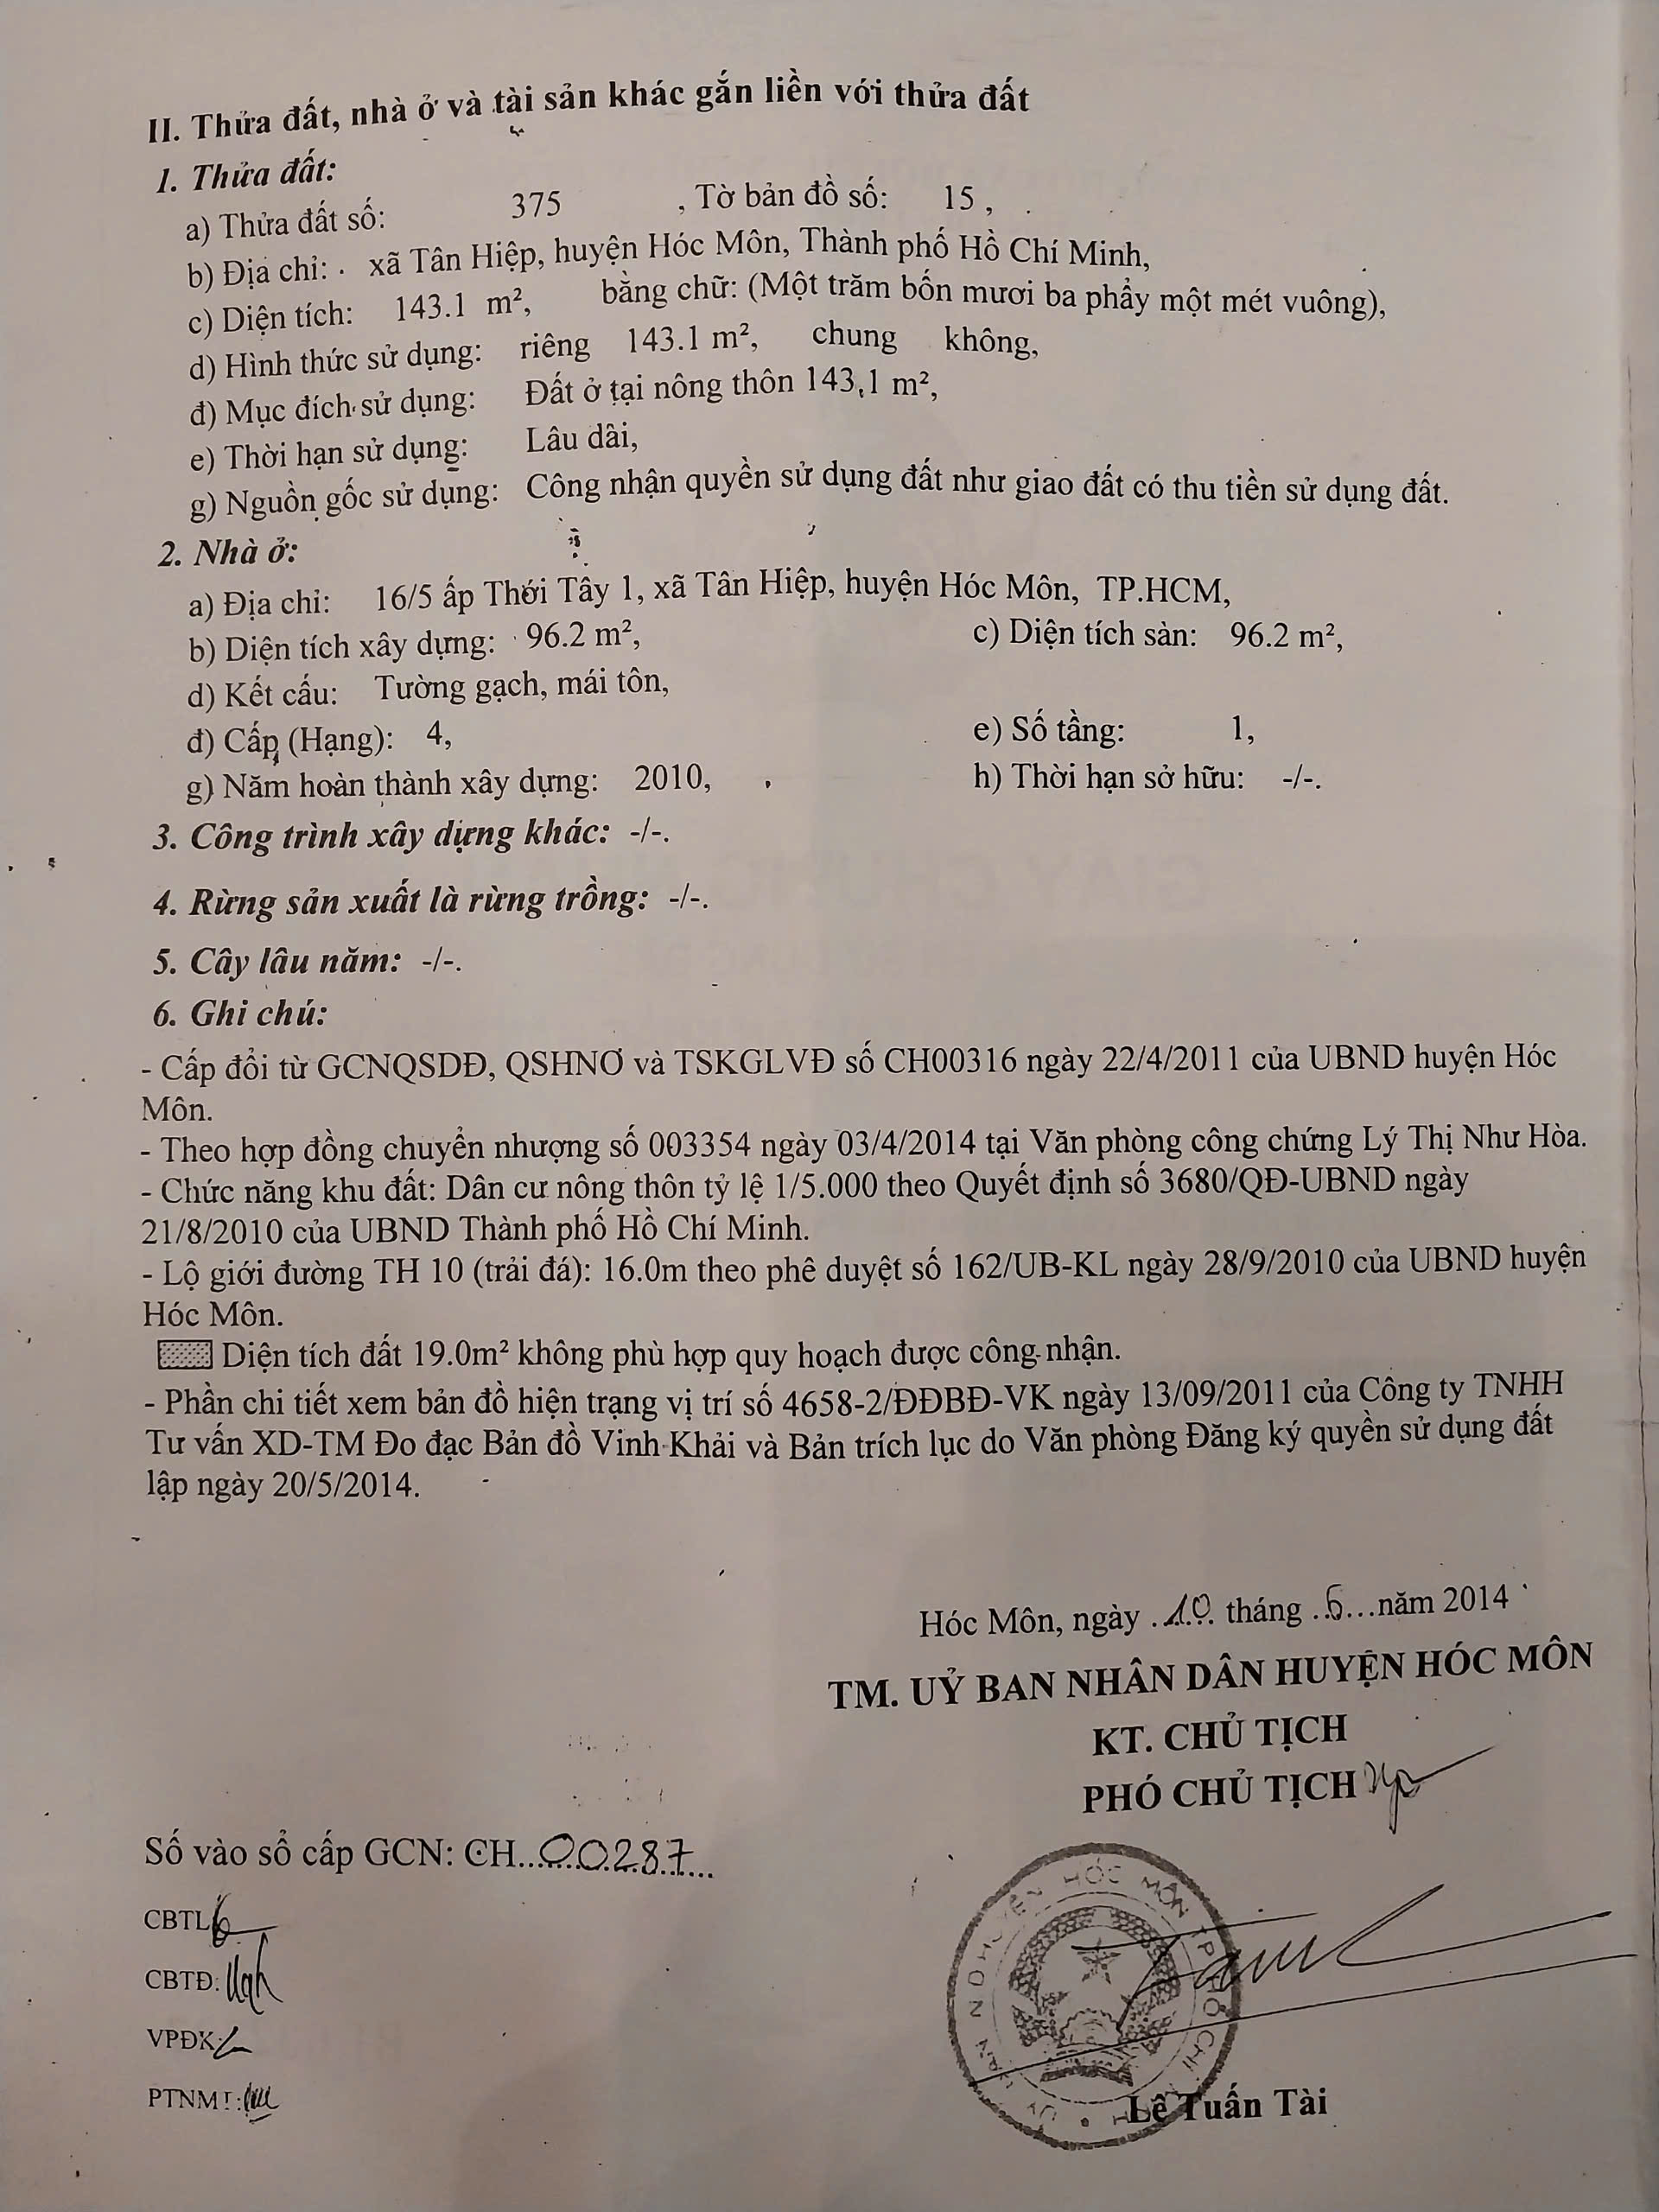 II. Thửa đất, nhà ở và tài sản khác gắn liền với thửa đất
1. Thửa đất:
a) Thửa đất số: 375 , Tờ bản đồ số: 15 ,
b) Địa chỉ: xã Tân Hiệp, huyện Hóc Môn, Thành phố Hồ Chí Minh,
c) Diện tích: 143.1 m², bằng chữ: (Một trăm bốn mươi ba phẩy một mét vuông),
d) Hình thức sử dụng: riêng 143.1 m², chung không,
đ) Mục đích sử dụng: Đất ở tại nông thôn 143,1 m²,
e) Thời hạn sử dụng: Lâu dài,
g) Nguồn gốc sử dụng: Công nhận quyền sử dụng đất như giao đất có thu tiền sử dụng đất.
2. Nhà ở:
a) Địa chỉ: 16/5 ấp Thới Tây 1, xã Tân Hiệp, huyện Hóc Môn, TP.HCM,
b) Diện tích xây dựng: 96.2 m², c) Diện tích sàn: 96.2 m²,
d) Kết cấu: Tường gạch, mái tôn,
đ) Cấp (Hạng): 4, e) Số tầng: 1,
g) Năm hoàn thành xây dựng: 2010, h) Thời hạn sở hữu: -/-.
3. Công trình xây dựng khác: -/-.
4. Rừng sản xuất là rừng trồng: -/-.
5. Cây lâu năm: -/-.
6. Ghi chú:
- Cấp đổi từ GCNQSDĐ, QSHNƠ và TSKGLVĐ số CH00316 ngày 22/4/2011 của UBND huyện Hóc
Môn.
- Theo hợp đồng chuyển nhượng số 003354 ngày 03/4/2014 tại Văn phòng công chứng Lý Thị Như Hòa.
- Chức năng khu đất: Dân cư nông thôn tỷ lệ 1/5.000 theo Quyết định số 3680/QĐ-UBND ngày
21/8/2010 của UBND Thành phố Hồ Chí Minh.
- Lộ giới đường TH 10 (trải đá): 16.0m theo phê duyệt số 162/UB-KL ngày 28/9/2010 của UBND huyện
Hóc Môn.
Diện tích đất 19.0m² không phù hợp quy hoạch được công nhận.
- Phần chi tiết xem bản đồ hiện trạng vị trí số 4658-2/ĐĐBĐ-VK ngày 13/09/2011 của Công ty TNHH
Tư vấn XD-TM Đo đạc Bản đồ Vinh Khải và Bản trích lục do Văn phòng Đăng ký quyền sử dụng đất
lập ngày 20/5/2014.
Hóc Môn, ngày 10 tháng 6 năm 2014
TM. UỶ BAN NHÂN DÂN HUYỆN HÓC MÔN
KT. CHỦ TỊCH
PHÓ CHỦ TỊCH
Số vào sổ cấp GCN: CH 00287
CBTL
CBTĐ:
VPĐK
PTNMT:
Lê Tuấn Tài